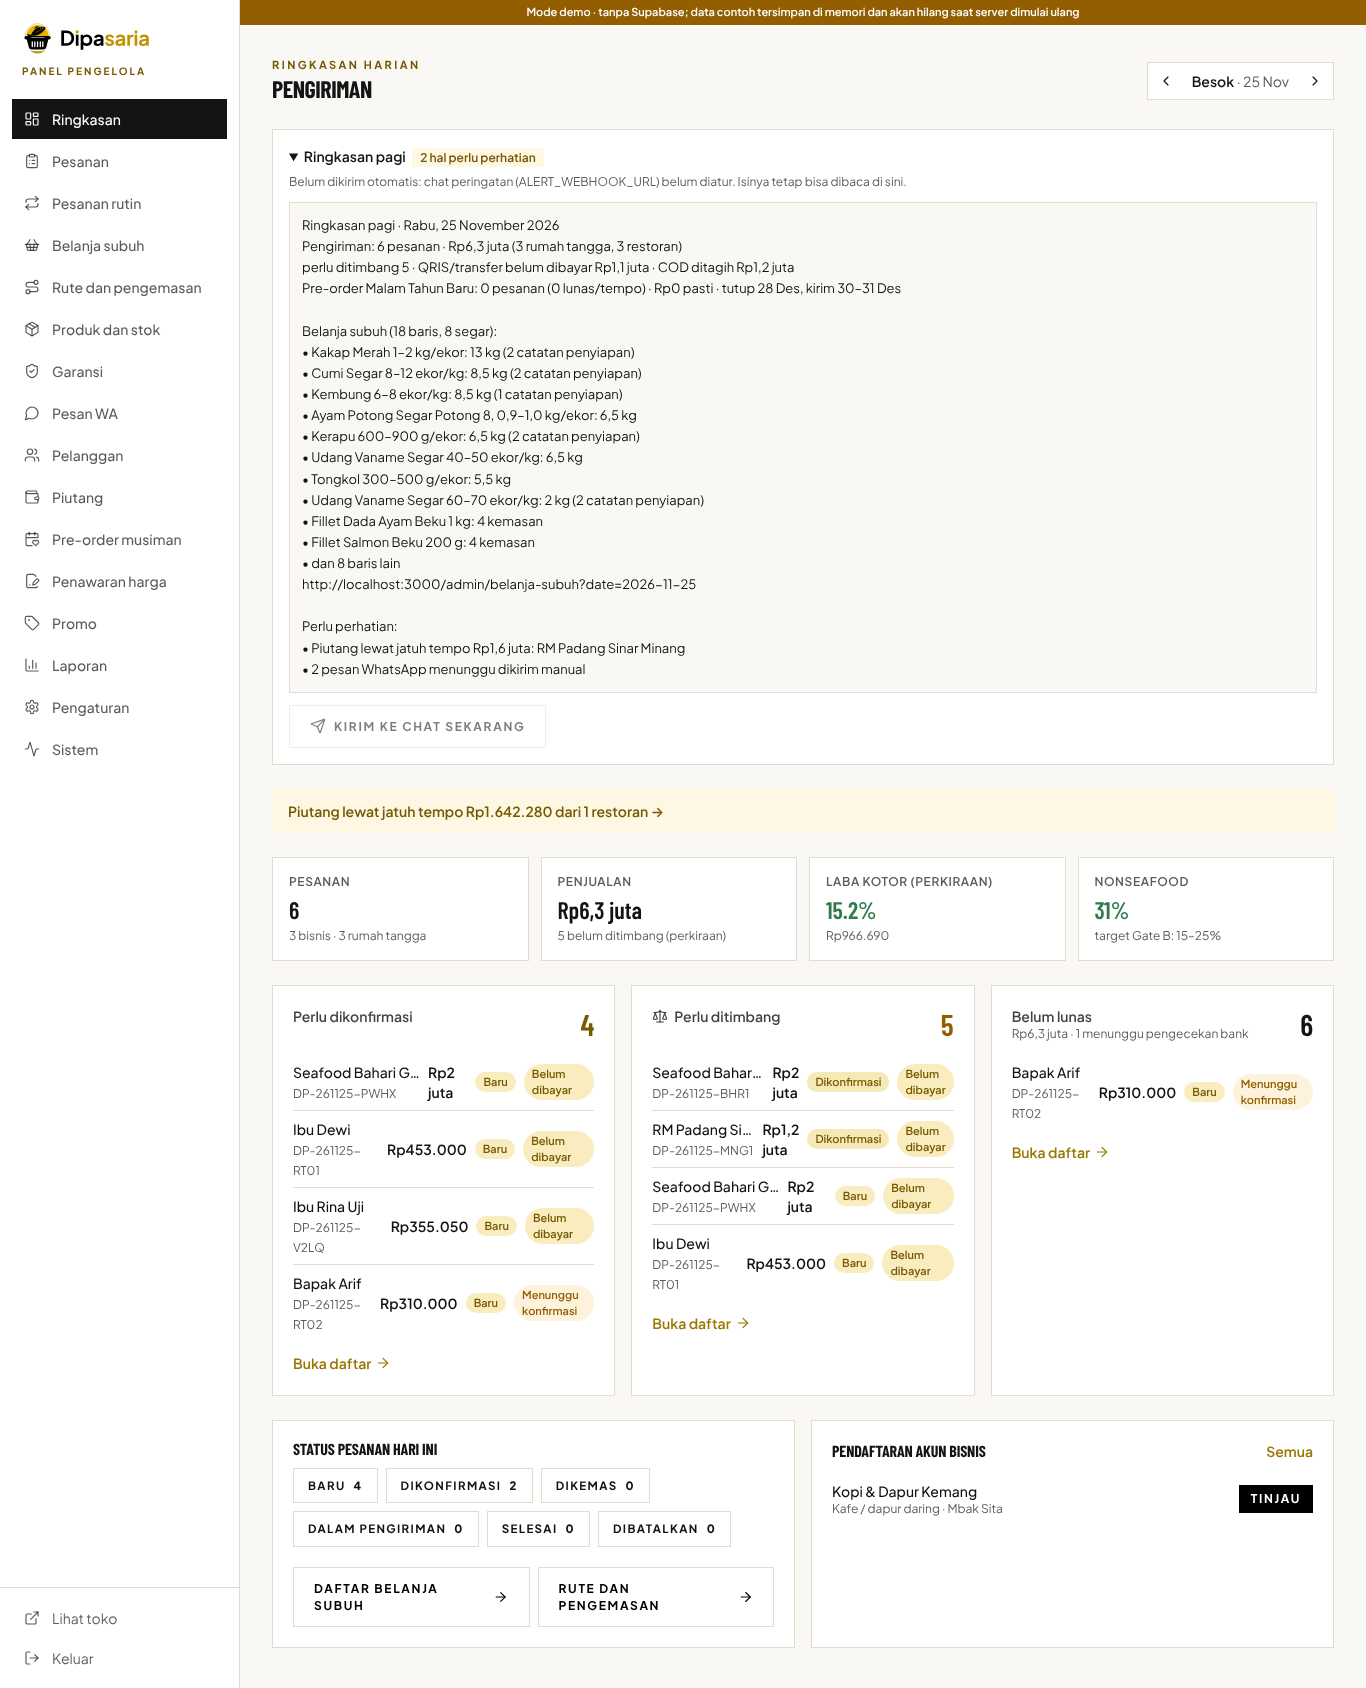 Mode demo · tanpa Supabase; data contoh tersimpan di memori dan akan hilang saat server dimulai ulang
Dipasaria
PANEL PENGELOLA
Ringkasan
Pesanan
Pesanan rutin
Belanja subuh
Rute dan pengemasan
Produk dan stok
Garansi
Pesan WA
Pelanggan
Piutang
Pre-order musiman
Penawaran harga
Promo
Laporan
Pengaturan
Sistem
Lihat toko
Keluar
RINGKASAN HARIAN
PENGIRIMAN
Besok · 25 Nov
Ringkasan pagi 2 hal perlu perhatian
Belum dikirim otomatis: chat peringatan (ALERT_WEBHOOK_URL) belum diatur. Isinya tetap bisa dibaca di sini.
Ringkasan pagi · Rabu, 25 November 2026
Pengiriman: 6 pesanan · Rp6,3 juta (3 rumah tangga, 3 restoran)
perlu ditimbang 5 · QRIS/transfer belum dibayar Rp1,1 juta · COD ditagih Rp1,2 juta
Pre-order Malam Tahun Baru: 0 pesanan (0 lunas/tempo) · Rp0 pasti · tutup 28 Des, kirim 30–31 Des
Belanja subuh (18 baris, 8 segar):
• Kakap Merah 1–2 kg/ekor: 13 kg (2 catatan penyiapan)
• Cumi Segar 8–12 ekor/kg: 8,5 kg (2 catatan penyiapan)
• Kembung 6–8 ekor/kg: 8,5 kg (1 catatan penyiapan)
• Ayam Potong Segar Potong 8, 0,9–1,0 kg/ekor: 6,5 kg
• Kerapu 600–900 g/ekor: 6,5 kg (2 catatan penyiapan)
• Udang Vaname Segar 40–50 ekor/kg: 6,5 kg
• Tongkol 300–500 g/ekor: 5,5 kg
• Udang Vaname Segar 60–70 ekor/kg: 2 kg (2 catatan penyiapan)
• Fillet Dada Ayam Beku 1 kg: 4 kemasan
• Fillet Salmon Beku 200 g: 4 kemasan
• dan 8 baris lain
http://localhost:3000/admin/belanja-subuh?date=2026-11-25
Perlu perhatian:
• Piutang lewat jatuh tempo Rp1,6 juta: RM Padang Sinar Minang
• 2 pesan WhatsApp menunggu dikirim manual
KIRIM KE CHAT SEKARANG
Piutang lewat jatuh tempo Rp1.642.280 dari 1 restoran →
PESANAN
6
3 bisnis · 3 rumah tangga
PENJUALAN
Rp6,3 juta
5 belum ditimbang (perkiraan)
LABA KOTOR (PERKIRAAN)
15.2%
Rp966.690
NONSEAFOOD
31%
target Gate B: 15–25%
Perlu dikonfirmasi
4
Seafood Bahari G… Rp2 juta Baru Belum dibayar
DP-261125-PWHX
Ibu Dewi
DP-261125-RT01 Rp453.000 Baru Belum dibayar
Ibu Rina Uji
DP-261125-V2LQ Rp355.050 Baru Belum dibayar
Bapak Arif
DP-261125-RT02 Rp310.000 Baru Menunggu konfirmasi
Buka daftar →
Perlu ditimbang
5
Seafood Bahar… Rp2 juta Dikonfirmasi Belum dibayar
DP-261125-BHR1
RM Padang Si… Rp1,2 juta Dikonfirmasi Belum dibayar
DP-261125-MNG1
Seafood Bahari G… Rp2 juta Baru Belum dibayar
DP-261125-PWHX
Ibu Dewi
DP-261125-RT01 Rp453.000 Baru Belum dibayar
Buka daftar →
Belum lunas
Rp6,3 juta · 1 menunggu pengecekan bank
6
Bapak Arif
DP-261125-RT02 Rp310.000 Baru Menunggu konfirmasi
Buka daftar →
STATUS PESANAN HARI INI
BARU 4
DIKONFIRMASI 2
DIKEMAS 0
DALAM PENGIRIMAN 0
SELESAI 0
DIBATALKAN 0
DAFTAR BELANJA SUBUH →
RUTE DAN PENGEMASAN →
PENDAFTARAN AKUN BISNIS
Semua
Kopi & Dapur Kemang
Kafe / dapur daring · Mbak Sita
TINJAU